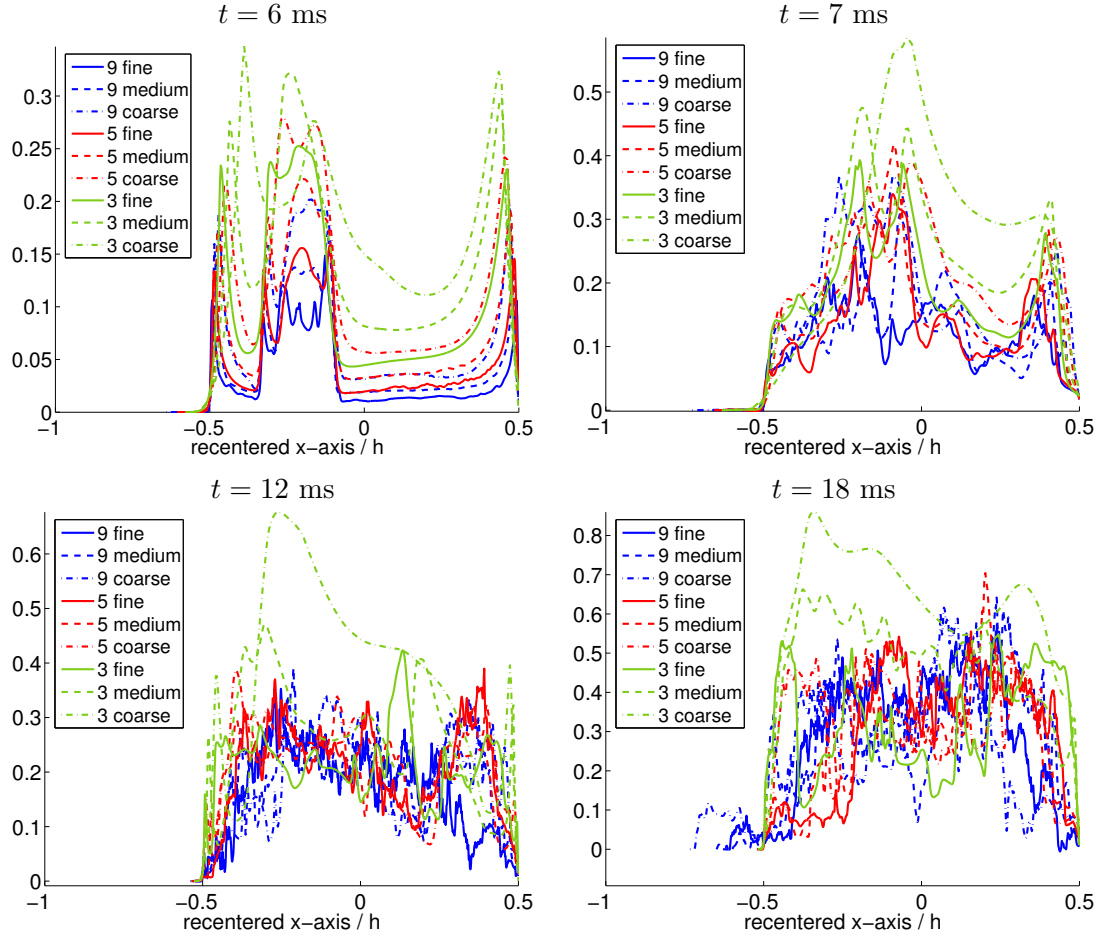 t = 6 ms
0.3
0.25
0.2
0.15
0.1
0.05
0
9 fine
9 medium
9 coarse
5 fine
5 medium
5 coarse
3 fine
3 medium
3 coarse
−1 −0.5 0 0.5
recentered x−axis / h
t = 7 ms
0.5
0.4
0.3
0.2
0.1
0
9 fine
9 medium
9 coarse
5 fine
5 medium
5 coarse
3 fine
3 medium
3 coarse
−1 −0.5 0 0.5
recentered x−axis / h
t = 12 ms
0.6
0.5
0.4
0.3
0.2
0.1
0
9 fine
9 medium
9 coarse
5 fine
5 medium
5 coarse
3 fine
3 medium
3 coarse
−1 −0.5 0 0.5
recentered x−axis / h
t = 18 ms
0.8
0.7
0.6
0.5
0.4
0.3
0.2
0.1
0
9 fine
9 medium
9 coarse
5 fine
5 medium
5 coarse
3 fine
3 medium
3 coarse
−1 −0.5 0 0.5
recentered x−axis / h